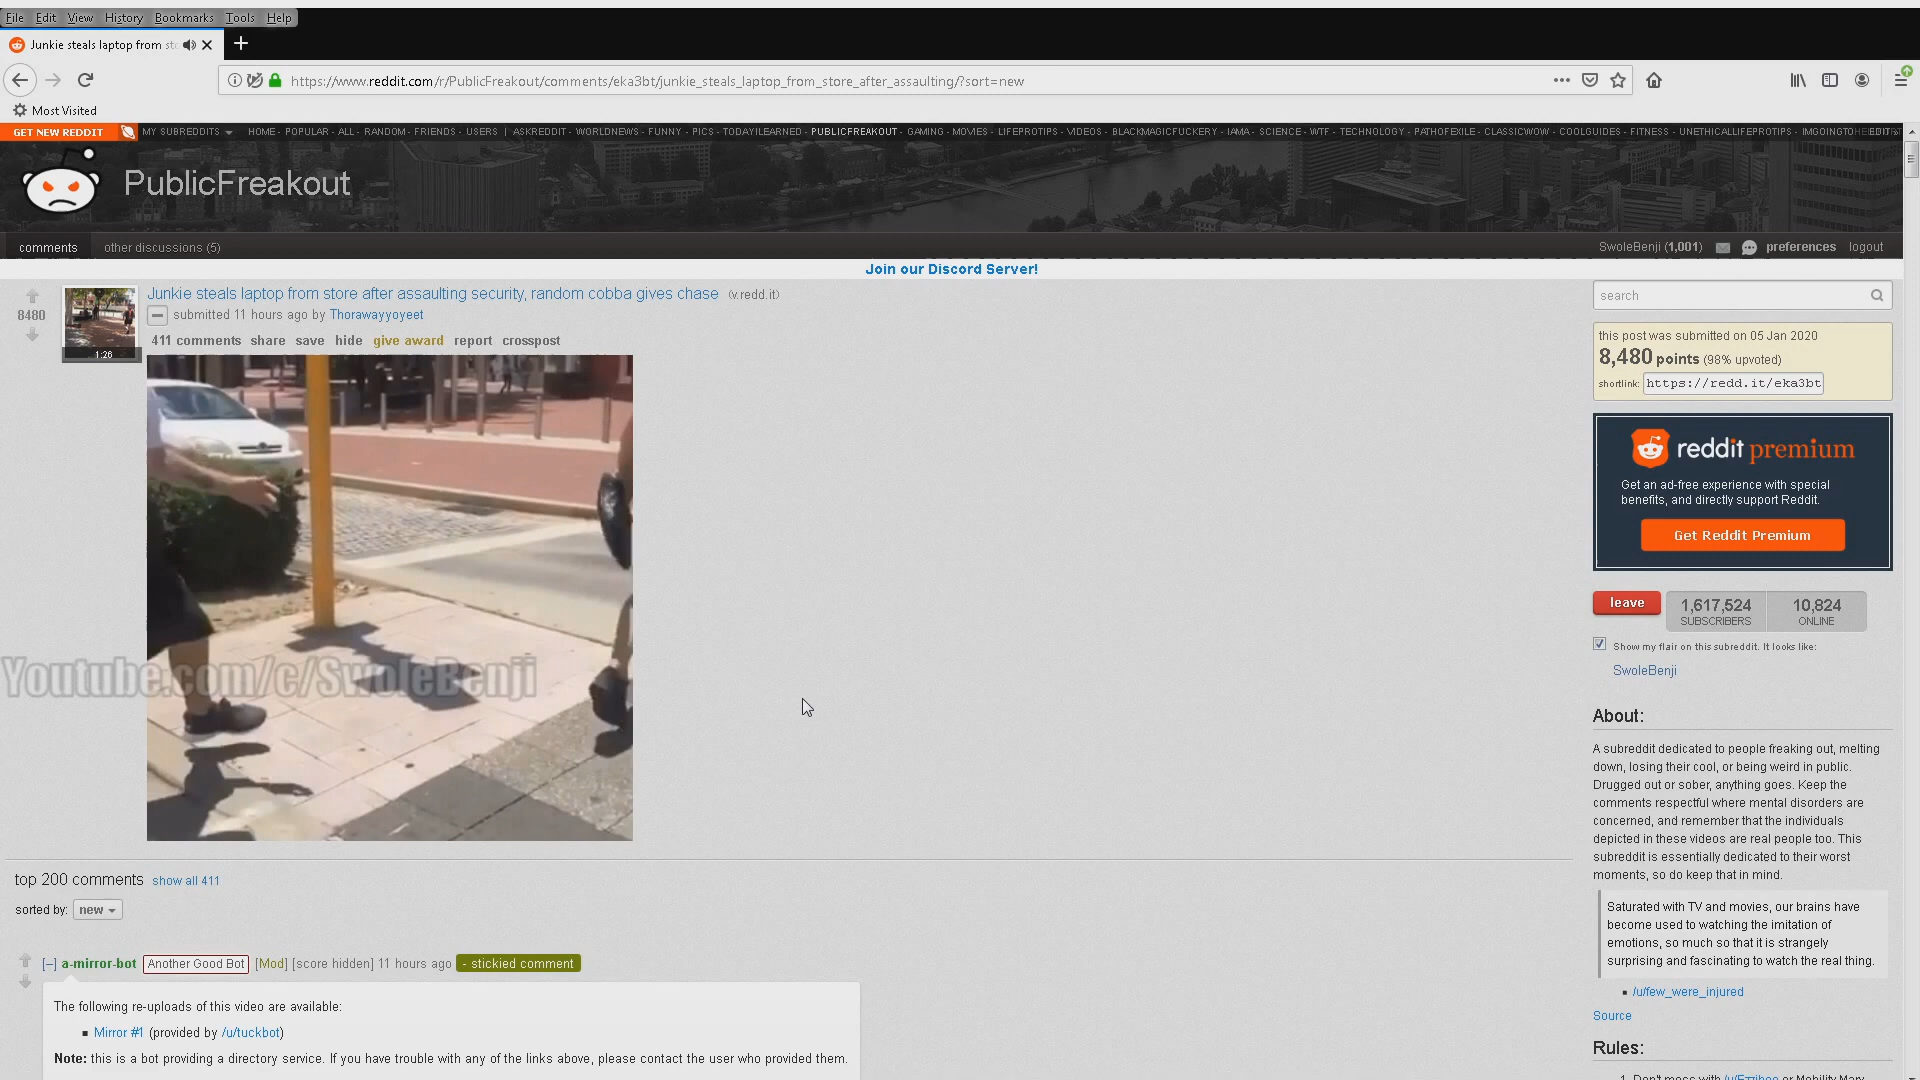 File Edit View History Bookmarks Tools Help
Junkie steals laptop from sto
https://www.reddit.com/r/PublicFreakout/comments/eka3bt/junkie_steals_laptop_from_store_after_assaulting/?sort=new
Most Visited
GET NEW REDDIT MY SUBREDDITS HOME - POPULAR - ALL - RANDOM - FRIENDS - USERS | ASKREDDIT - WORLDNEWS - FUNNY - PICS - TODAYILEARNED - PUBLICFREAKOUT - GAMING - MOVIES - LIFEPROTIPS - VIDEOS - BLACKMAGICFUCKERY - IAMA - SCIENCE - WTF - TECHNOLOGY - PATHOFEXILE - CLASSICWOW - COOLGUIDES - FITNESS - UNETHICALLIFEPROTIPS - IMGOINGTOHE EDIT
PublicFreakout
comments other discussions (5)
SwoleBenji (1,001) preferences logout
Join our Discord Server!
8480
1:26
Junkie steals laptop from store after assaulting security, random cobba gives chase (v.redd.it)
submitted 11 hours ago by Thorawayyoyeet
411 comments share save hide give award report crosspost
Youtube.com/c/SwoleBenji
top 200 comments show all 411
sorted by: new
[–] a-mirror-bot Another Good Bot [Mod] [score hidden] 11 hours ago - stickied comment
The following re-uploads of this video are available:
Mirror #1 (provided by /u/tuckbot)
Note: this is a bot providing a directory service. If you have trouble with any of the links above, please contact the user who provided them.
search
this post was submitted on 05 Jan 2020
8,480 points (98% upvoted)
shortlink: https://redd.it/eka3bt
reddit premium
Get an ad-free experience with special
benefits, and directly support Reddit.
Get Reddit Premium
leave
1,617,524 10,824
SUBSCRIBERS ONLINE
Show my flair on this subreddit. It looks like:
SwoleBenji
About:
A subreddit dedicated to people freaking out, melting
down, losing their cool, or being weird in public.
Drugged out or sober, anything goes. Keep the
comments respectful where mental disorders are
concerned, and remember that the individuals
depicted in these videos are real people too. This
subreddit is essentially dedicated to their worst
moments, so do keep that in mind.
Saturated with TV and movies, our brains have
become used to watching the imitation of
emotions, so much so that it is strangely
surprising and fascinating to watch the real thing.
/u/few_were_injured
Source
Rules:
1. Don't mess with /u/Ezzibee or Mobility Mary